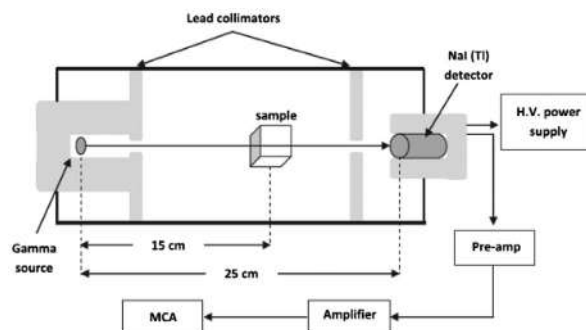 Lead collimators
NaI (Tl)
detector
H.V. power
supply
sample
Gamma
source
15 cm
25 cm
Pre-amp
Amplifier
MCA